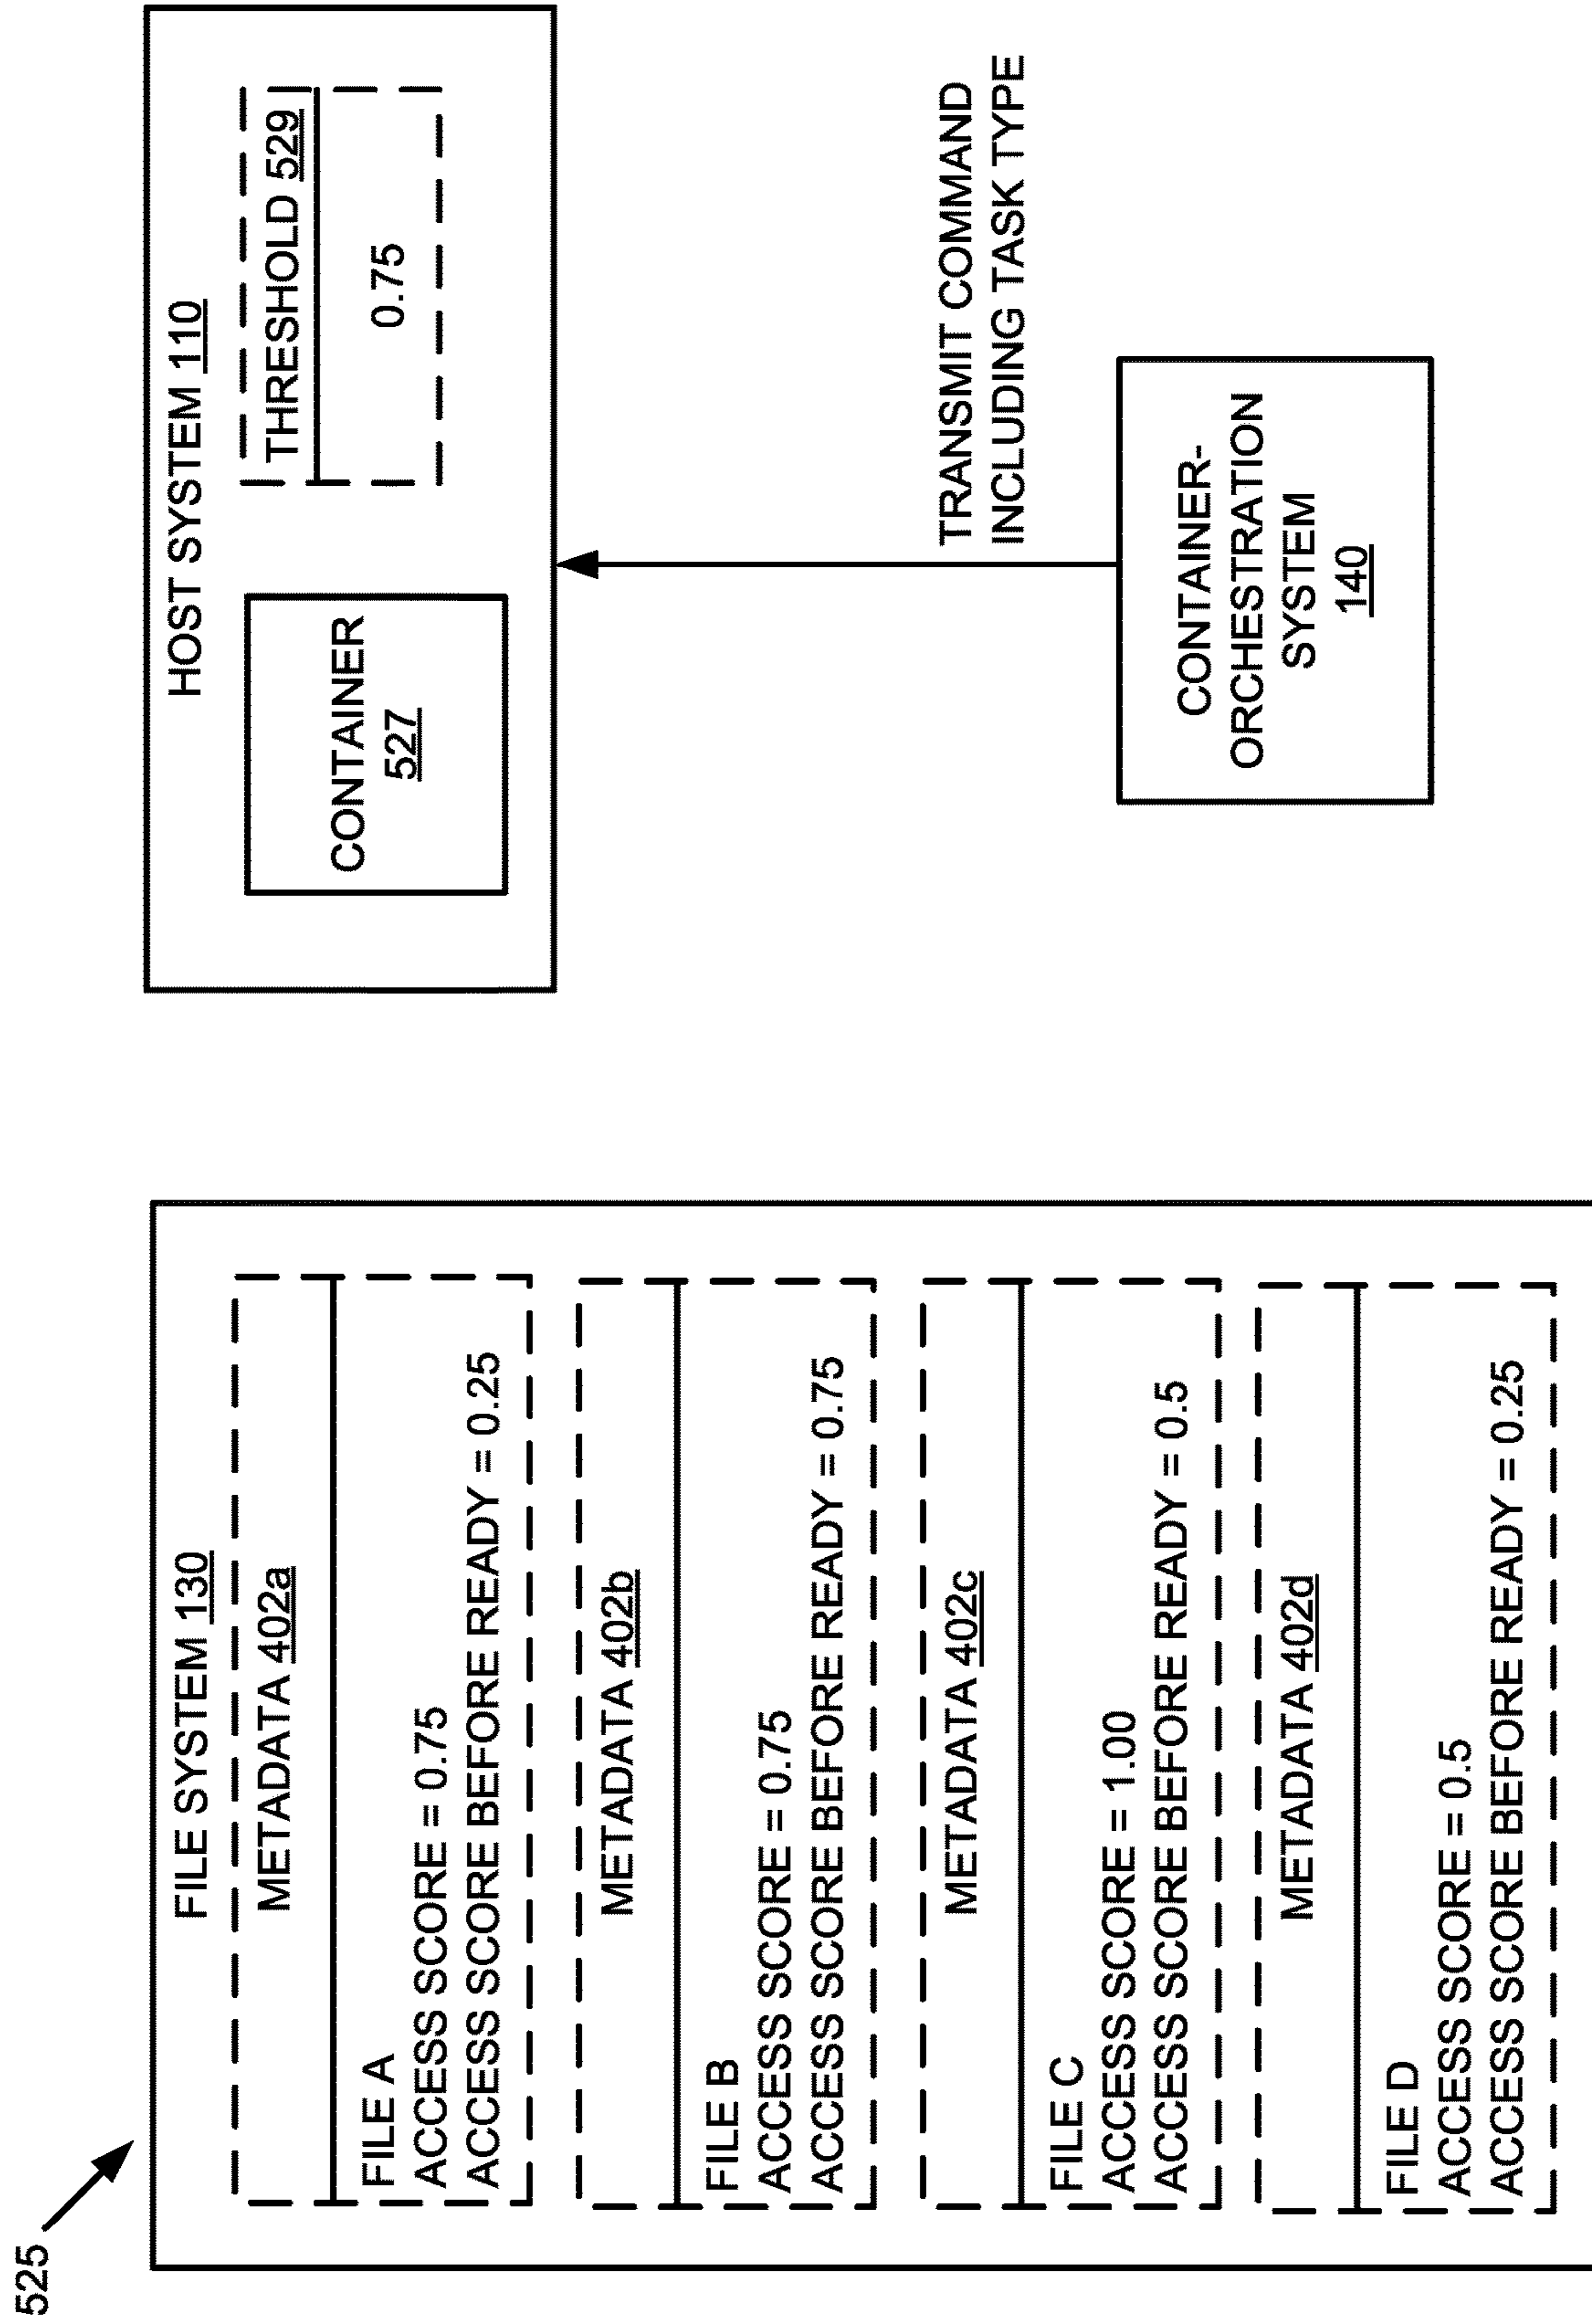 525
FILE SYSTEM 130
METADATA 402a
FILE A
ACCESS SCORE = 0.75
ACCESS SCORE BEFORE READY = 0.25
METADATA 402b
FILE B
ACCESS SCORE = 0.75
ACCESS SCORE BEFORE READY = 0.75
METADATA 402c
FILE C
ACCESS SCORE = 1.00
ACCESS SCORE BEFORE READY = 0.5
METADATA 402d
FILE D
ACCESS SCORE = 0.5
ACCESS SCORE BEFORE READY = 0.25
HOST SYSTEM 110
CONTAINER
527
THRESHOLD 529
0.75
TRANSMIT COMMAND
INCLUDING TASK TYPE
CONTAINER-
ORCHESTRATION
SYSTEM
140